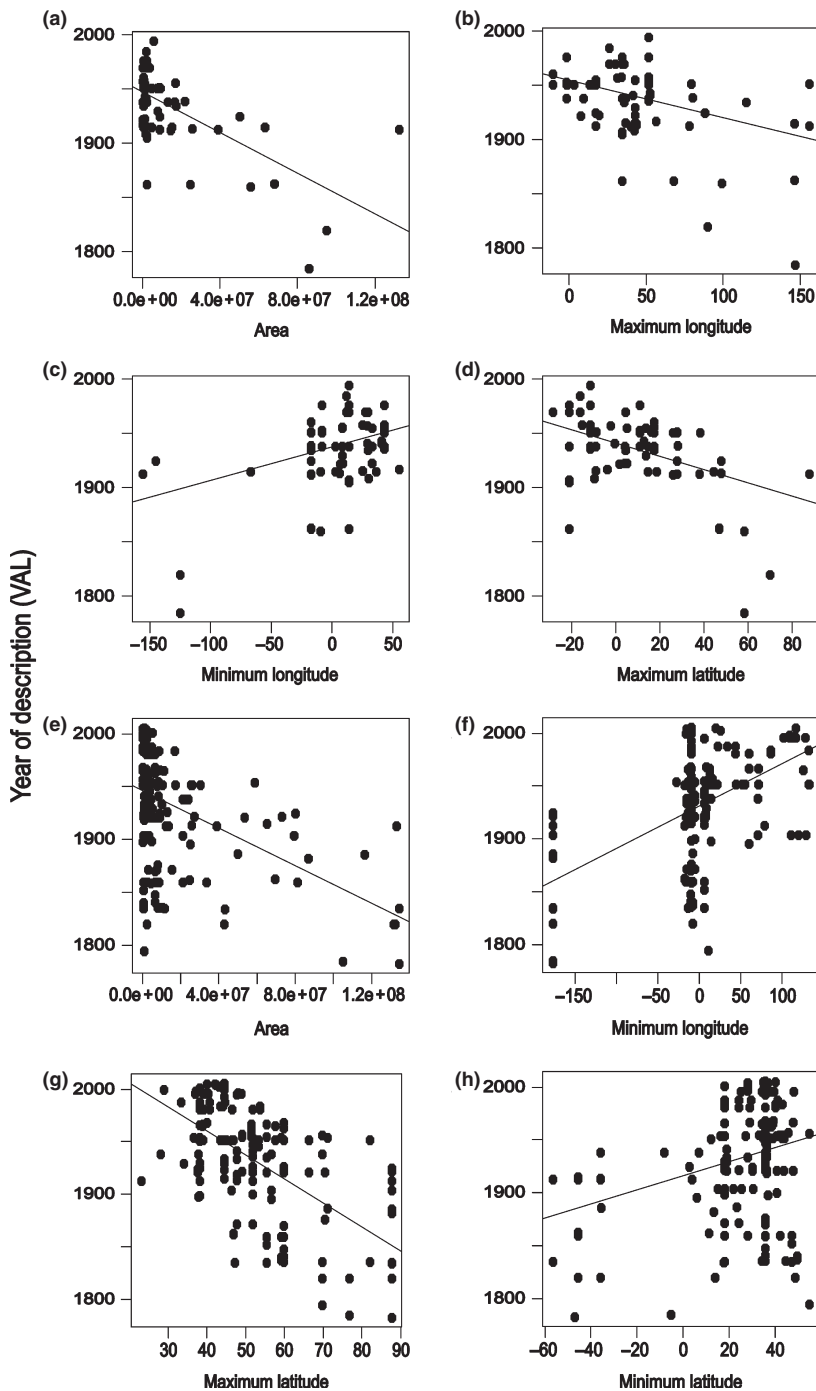 (a)
2000
1900
1800
0.0e+00 4.0e+07 8.0e+07 1.2e+08
Area
(b)
2000
1900
1800
0 50 100 150
Maximum longitude
(c)
2000
1900
1800
−150 −100 −50 0 50
Minimum longitude
(d)
2000
1900
1800
−20 0 20 40 60 80
Maximum latitude
Year of description (VAL)
(e)
2000
1900
1800
0.0e+00 4.0e+07 8.0e+07 1.2e+08
Area
(f)
2000
1900
1800
−150 −50 0 50 100
Minimum longitude
(g)
2000
1900
1800
30 40 50 60 70 80 90
Maximum latitude
(h)
2000
1900
1800
−60 −40 −20 0 20 40
Minimum latitude